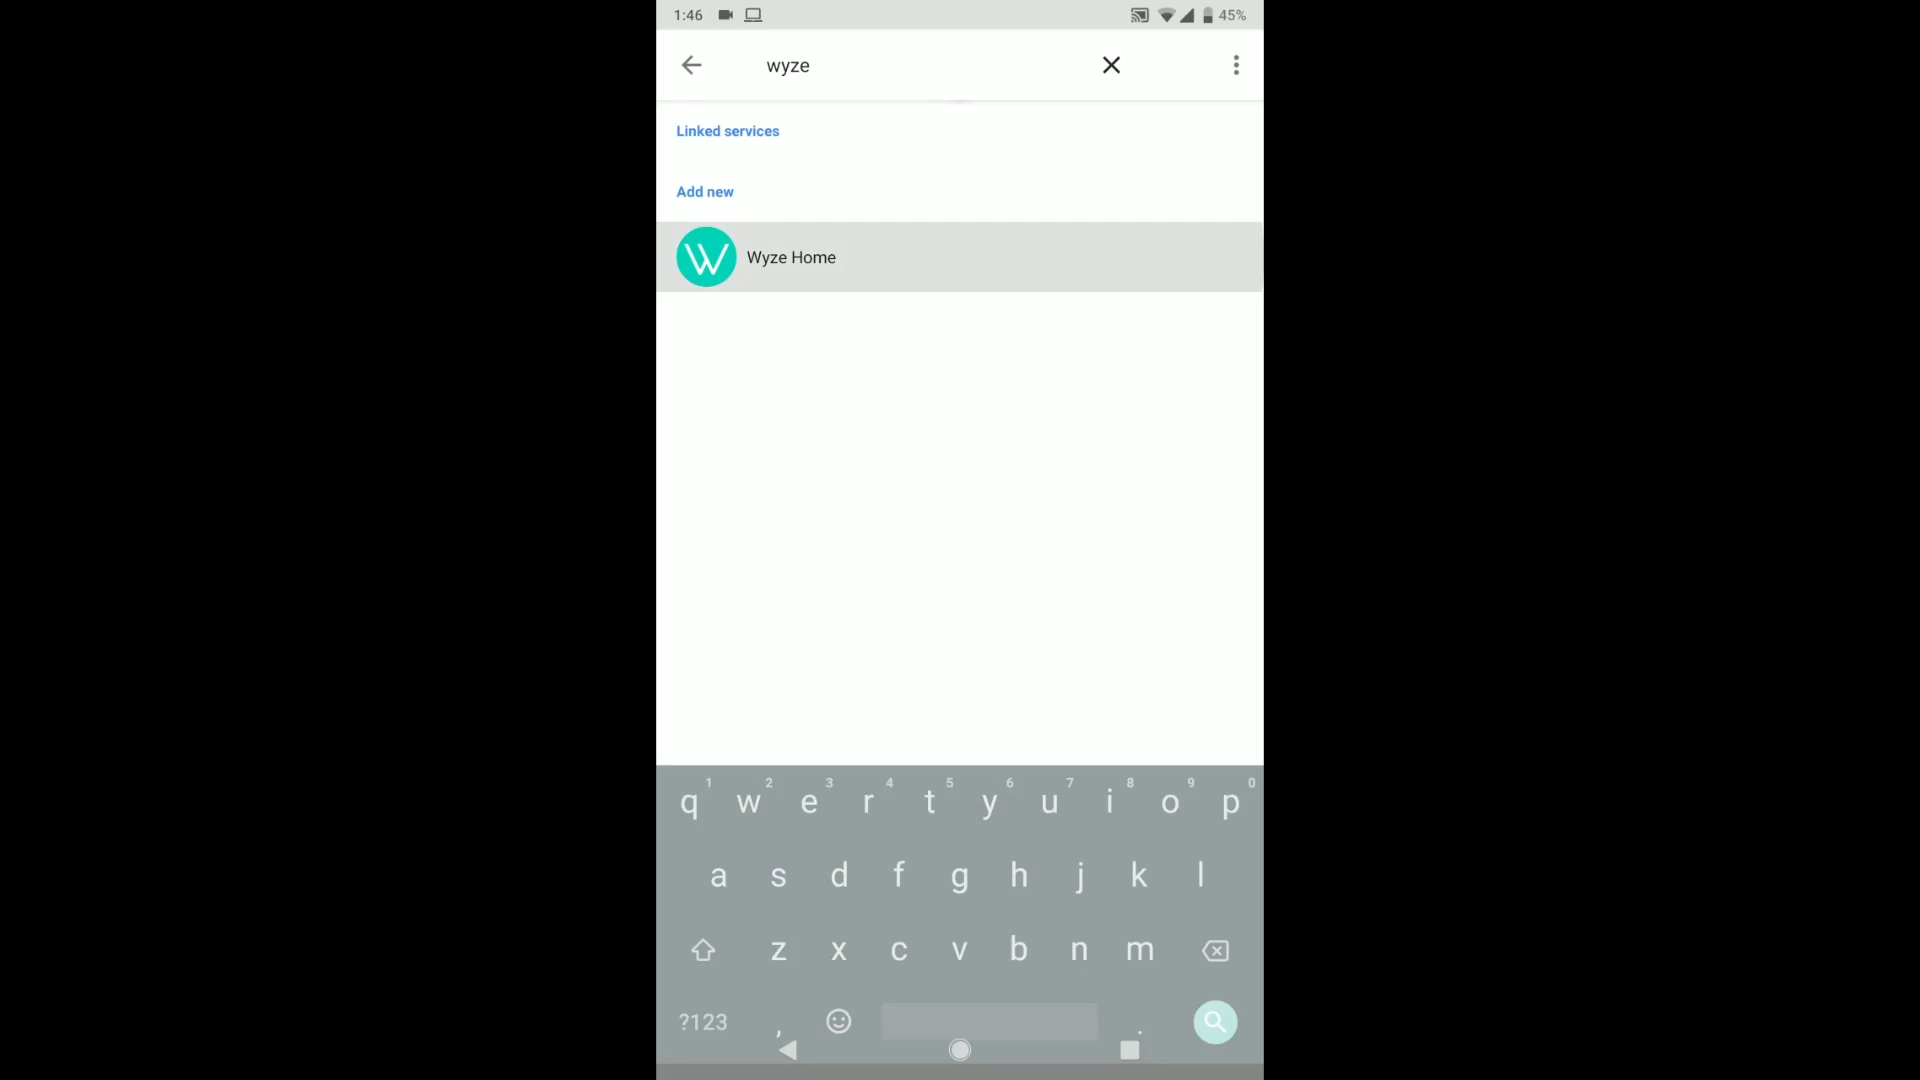 1:46 45%
wyze
Linked services
Add new
W Wyze Home
1 2 3 4 5 6 7 8 9 0
q w e r t y u i o p
a s d f g h j k l
z x c v b n m
?123 , .